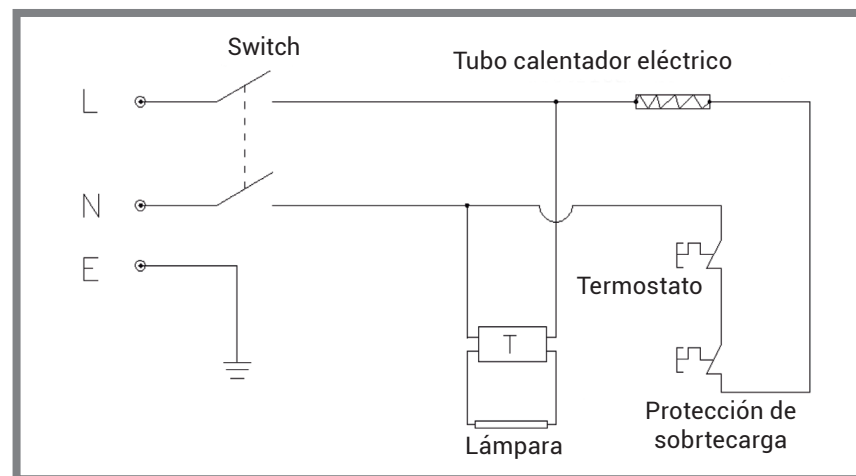 Switch
Tubo calentador eléctrico
L
N
E
Termostato
T
Protección de
sobrtecarga
Lámpara